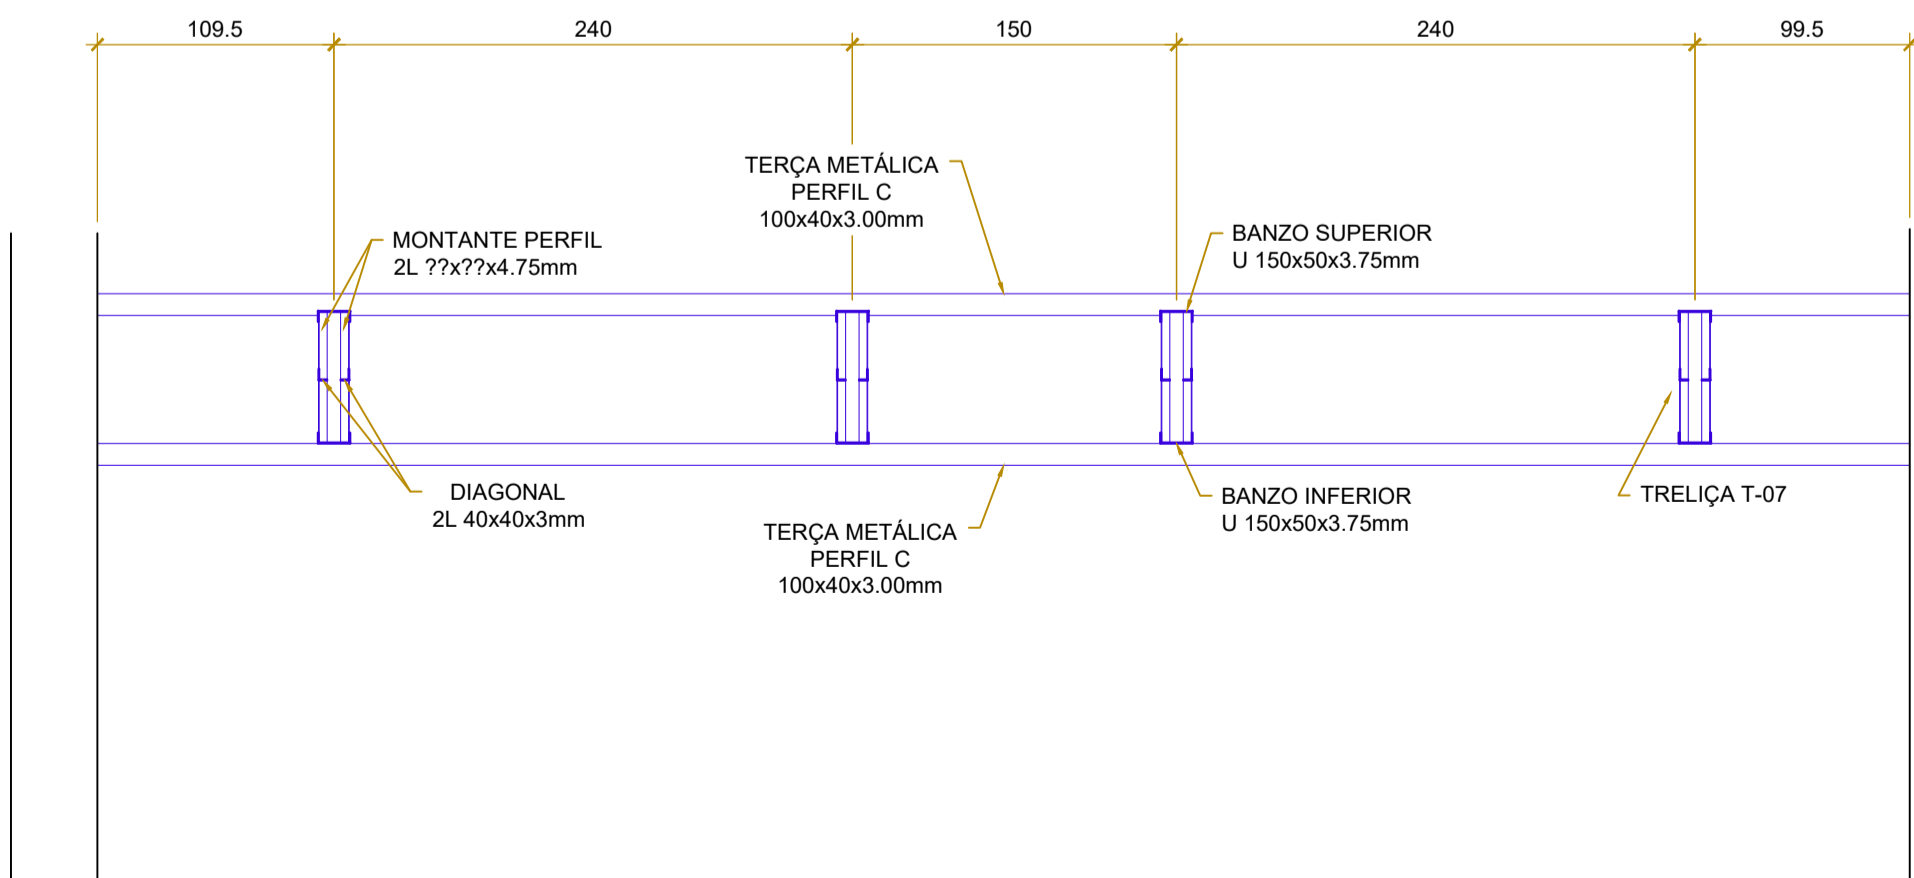 109.5
240
150
240
99.5
TERÇA METÁLICA
PERFIL C
100x40x3.00mm
MONTANTE PERFIL
2L ??x??x4.75mm
BANZO SUPERIOR
U 150x50x3.75mm
DIAGONAL
2L 40x40x3mm
TERÇA METÁLICA
PERFIL C
100x40x3.00mm
BANZO INFERIOR
U 150x50x3.75mm
TRELIÇA T-07